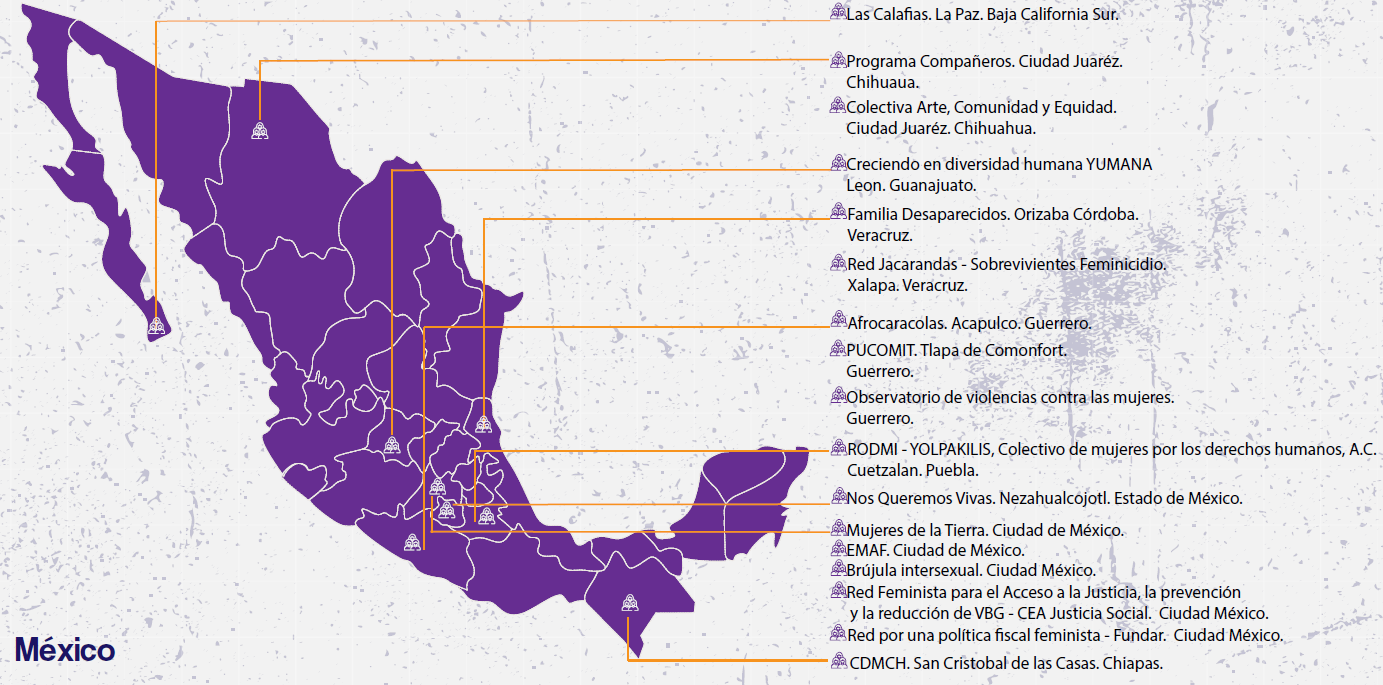 Las Calafias. La Paz. Baja California Sur.
Programa Compañeros. Ciudad Juaréz.
Chihuaua.
Colectiva Arte, Comunidad y Equidad.
Ciudad Juaréz. Chihuahua.
Creciendo en diversidad humana YUMANA
Leon. Guanajuato.
Familia Desaparecidos. Orizaba Córdoba.
Veracruz.
Red Jacarandas - Sobrevivientes Feminicidio.
Xalapa. Veracruz.
Afrocaracolas. Acapulco. Guerrero.
PUCOMIT. Tlapa de Comonfort.
Guerrero.
Observatorio de violencias contra las mujeres.
Guerrero.
RODMI - YOLPAKILIS, Colectivo de mujeres por los derechos humanos, A.C.
Cuetzalan. Puebla.
Nos Queremos Vivas. Nezahualcojotl. Estado de México.
Mujeres de la Tierra. Ciudad de México.
EMAF. Ciudad de México.
Brújula intersexual. Ciudad México.
Red Feminista para el Acceso a la Justicia, la prevención
y la reducción de VBG - CEA Justicia Social.  Ciudad México.
Red por una política fiscal feminista - Fundar.  Ciudad México.
CDMCH. San Cristobal de las Casas. Chiapas.
México